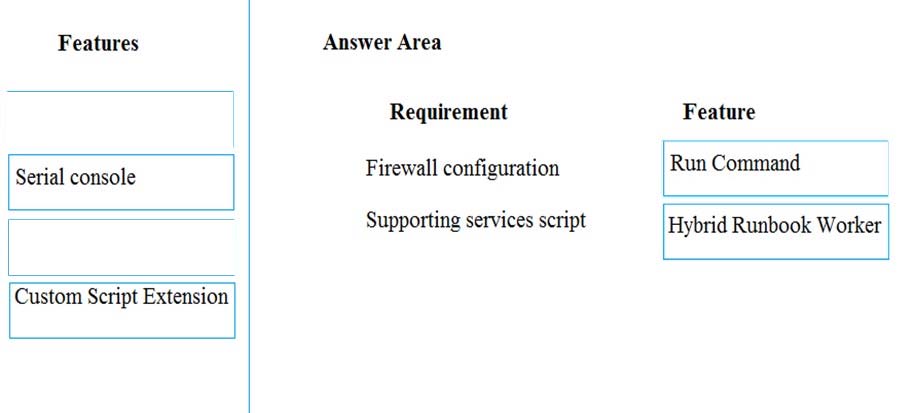 Features
Serial console
Custom Script Extension
Answer Area
Requirement
Feature
Firewall configuration
Run Command
Supporting services script
Hybrid Runbook Worker